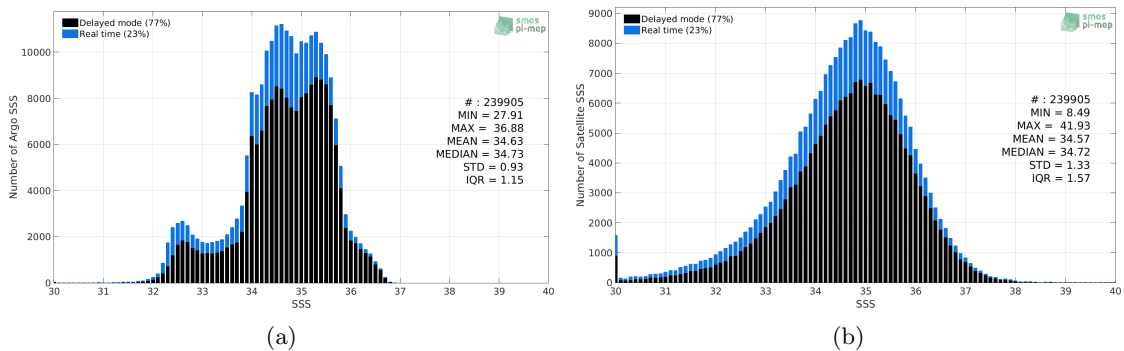 Delayed mode (77%)
Real time (23%)
smos
pi-mep
10000
8000
6000
4000
2000
0
Number of Argo SSS
# : 239905
MIN = 27.91
MAX = 36.88
MEAN = 34.63
MEDIAN = 34.73
STD = 0.93
IQR = 1.15
30 31 32 33 34 35 36 37 38 39 40
SSS
(a)
9000
8000
7000
6000
5000
4000
3000
2000
1000
0
Number of Satellite SSS
Delayed mode (77%)
Real time (23%)
smos
pi-mep
# : 239905
MIN = 8.49
MAX = 41.93
MEAN = 34.57
MEDIAN = 34.72
STD = 1.33
IQR = 1.57
30 31 32 33 34 35 36 37 38 39 40
SSS
(b)